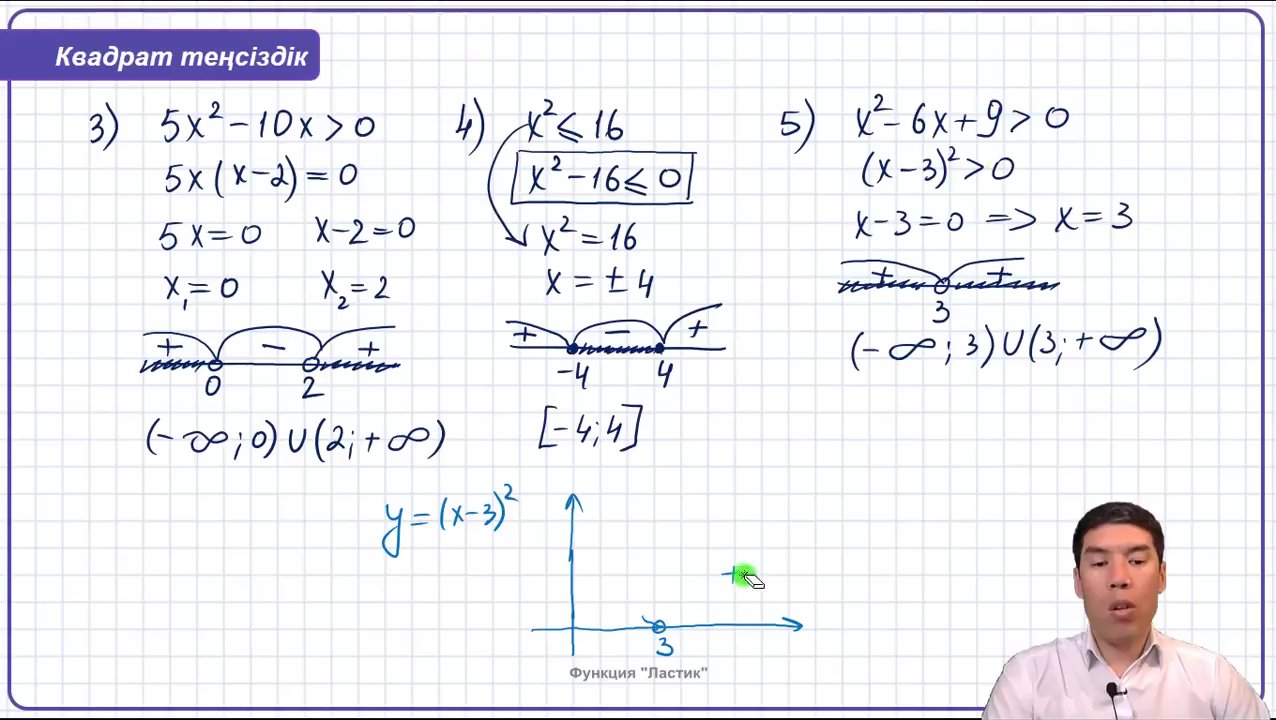 Квадрат теңсіздік
3) 5x² − 10x > 0
5x(x − 2) = 0
5x = 0 x − 2 = 0
x₁ = 0 x₂ = 2
+ − +
0 2
(−∞; 0) ∪ (2; +∞)
4) x² ≤ 16
x² − 16 ≤ 0
x² = 16
x = ± 4
+ − +
−4 4
[−4; 4]
5) x² − 6x + 9 > 0
(x − 3)² > 0
x − 3 = 0 => x = 3
+ +
3
(−∞; 3) ∪ (3; +∞)
y = (x − 3)²
+
3
Функция "Ластик"